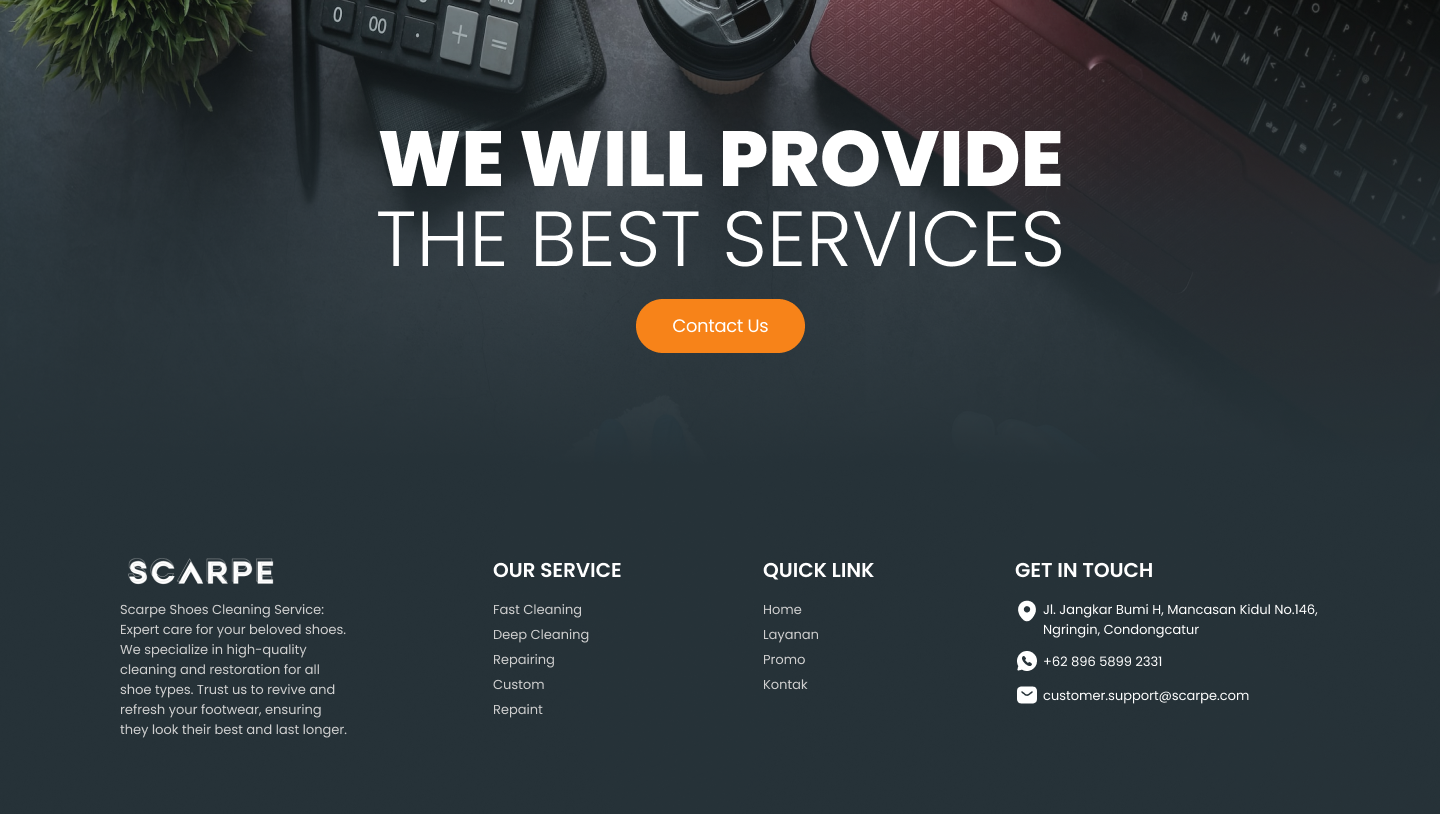 0 00 . + =
B J K L
N M
WE WILL PROVIDE
THE BEST SERVICES
Contact Us
SCARPE
Scarpe Shoes Cleaning Service:
Expert care for your beloved shoes.
We specialize in high-quality
cleaning and restoration for all
shoe types. Trust us to revive and
refresh your footwear, ensuring
they look their best and last longer.
OUR SERVICE
Fast Cleaning
Deep Cleaning
Repairing
Custom
Repaint
QUICK LINK
Home
Layanan
Promo
Kontak
GET IN TOUCH
Jl. Jangkar Bumi H, Mancasan Kidul No.146,
Ngringin, Condongcatur
+62 896 5899 2331
customer.support@scarpe.com